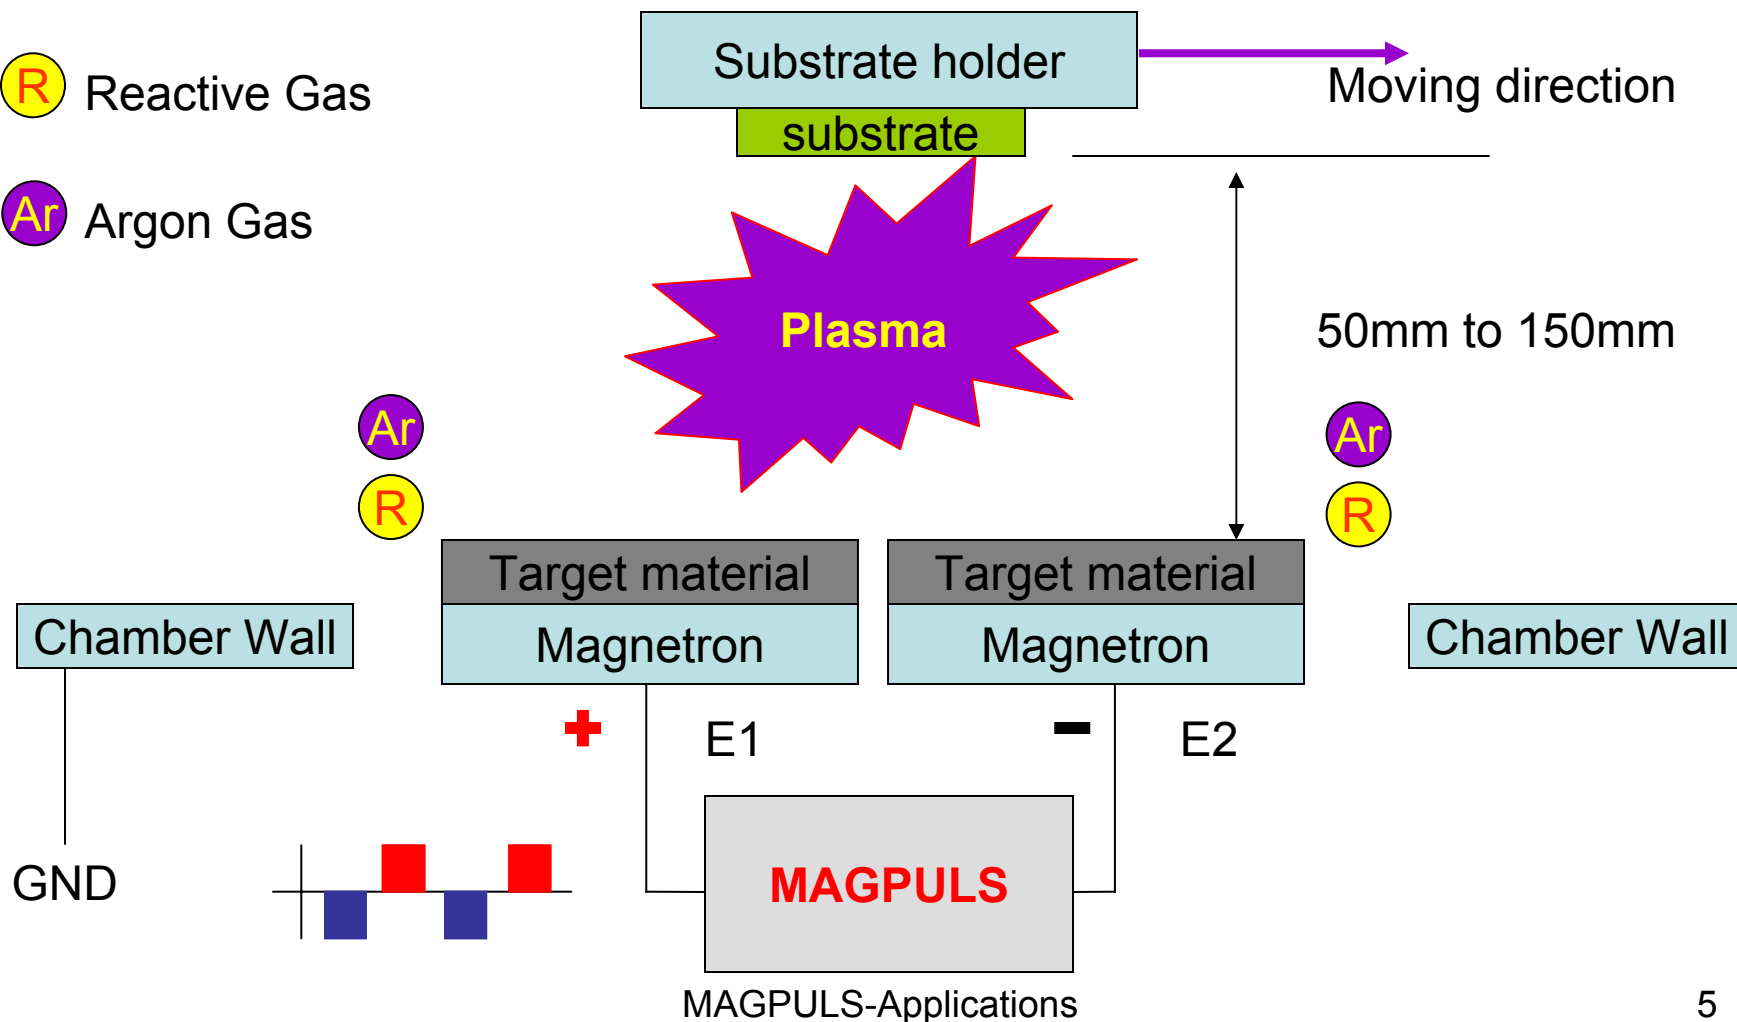 Substrate holder
Moving direction
R Reactive Gas
substrate
Ar Argon Gas
Plasma
50mm to 150mm
Ar
R
Ar
R
Target material
Target material
Chamber Wall
Magnetron
Magnetron
Chamber Wall
+ E1
- E2
GND
MAGPULS
MAGPULS-Applications
5